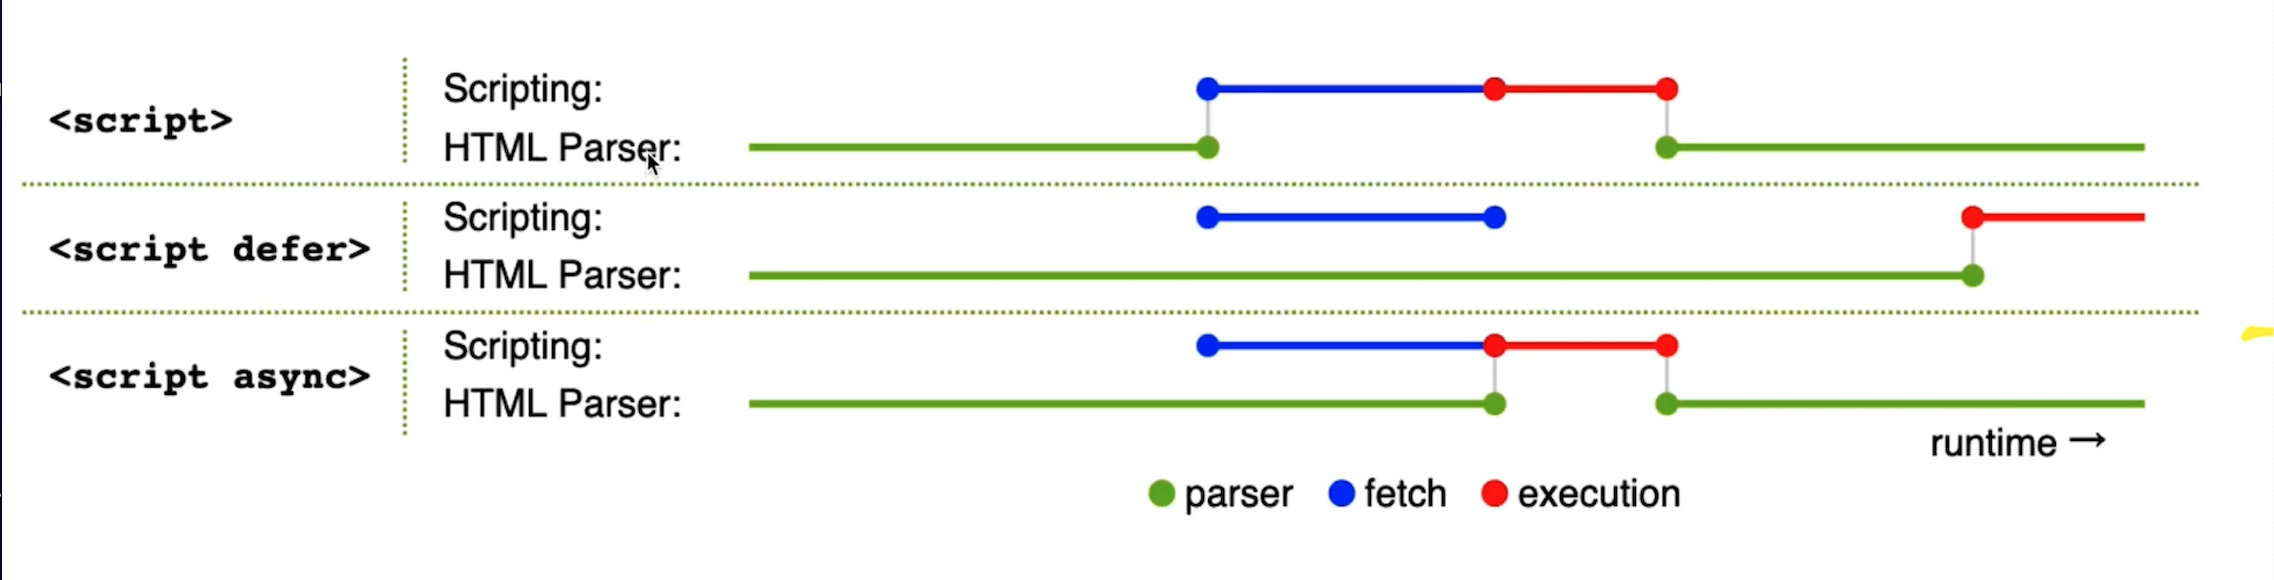 <script>
Scripting:
HTML Parser:
<script defer>
Scripting:
HTML Parser:
<script async>
Scripting:
HTML Parser:
runtime →
parser fetch execution